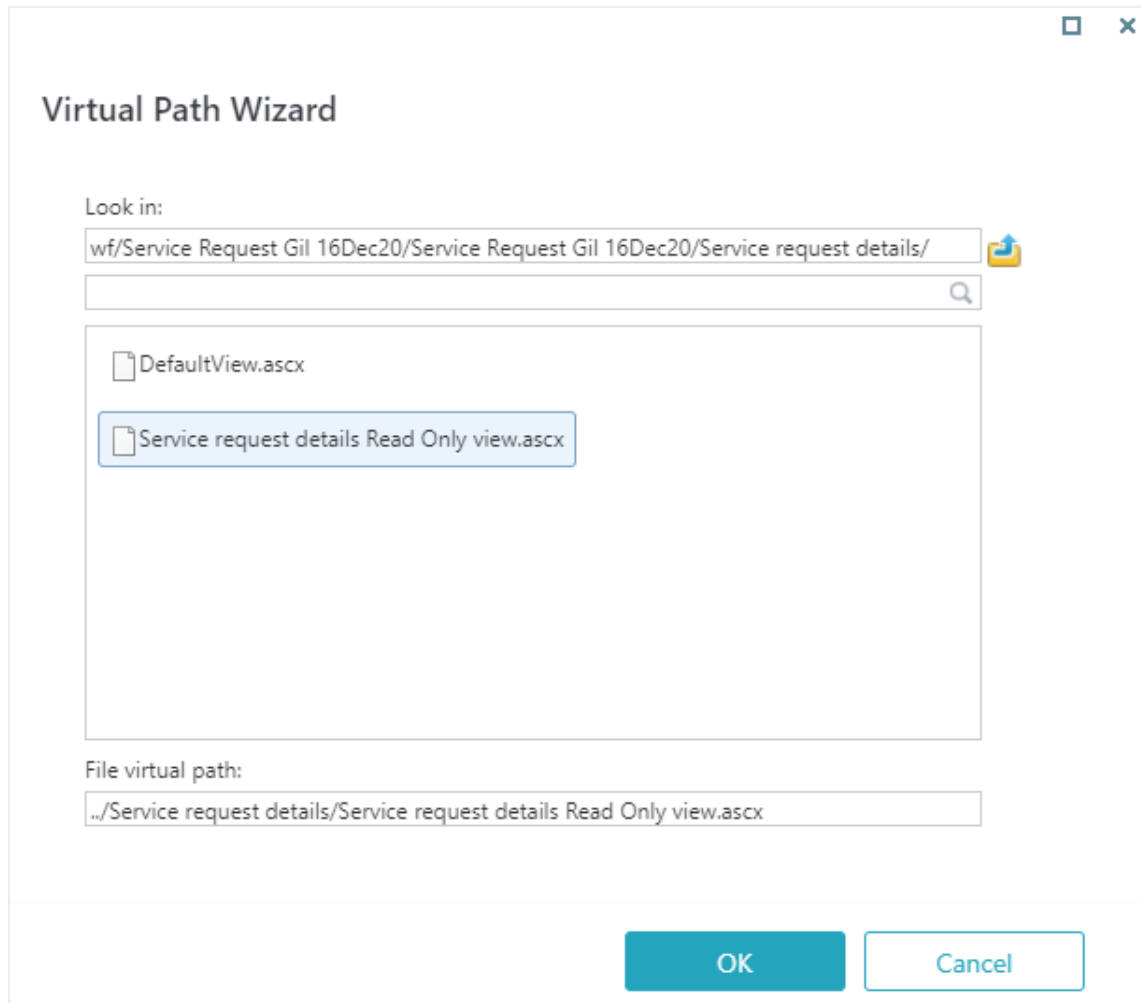 Virtual Path Wizard
Look in:
wf/Service Request Gil 16Dec20/Service Request Gil 16Dec20/Service request details/
DefaultView.ascx
Service request details Read Only view.ascx
File virtual path:
../Service request details/Service request details Read Only view.ascx
OK Cancel